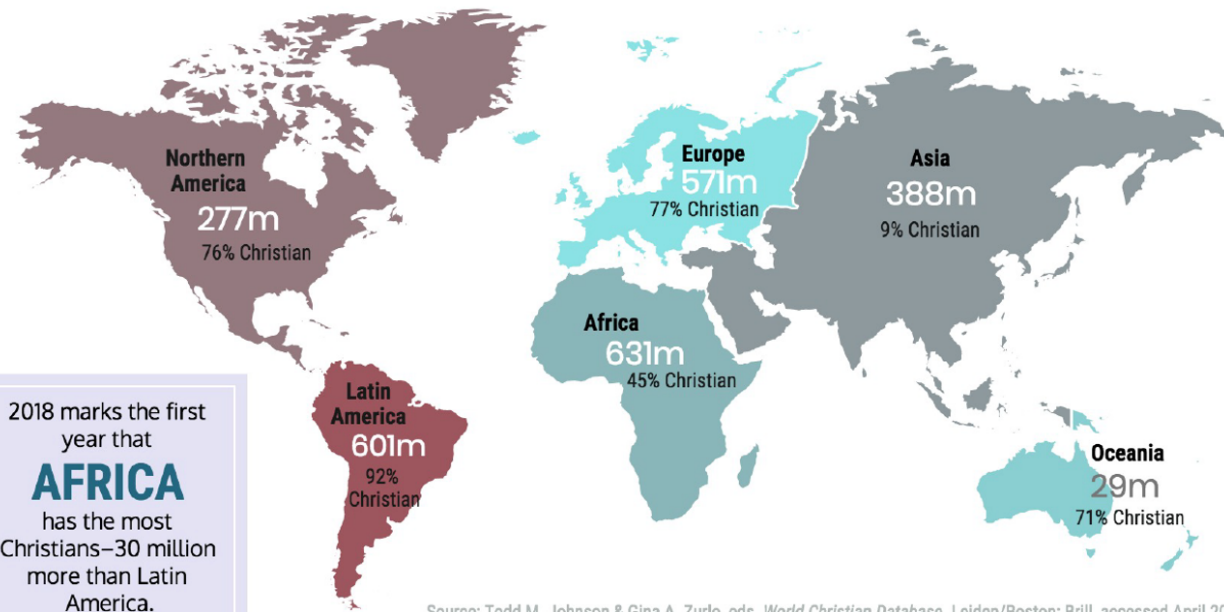 Northern
America
277m
76% Christian
Europe
571m
77% Christian
Asia
388m
9% Christian
Africa
631m
45% Christian
Latin
America
601m
92%
Christian
Oceania
29m
71% Christian
2018 marks the first
year that
AFRICA
has the most
Christians–30 million
more than Latin
America.
Source: Todd M. Johnson & Gina A. Zurlo, eds. World Christian Database, Leiden/Boston: Brill, accessed April